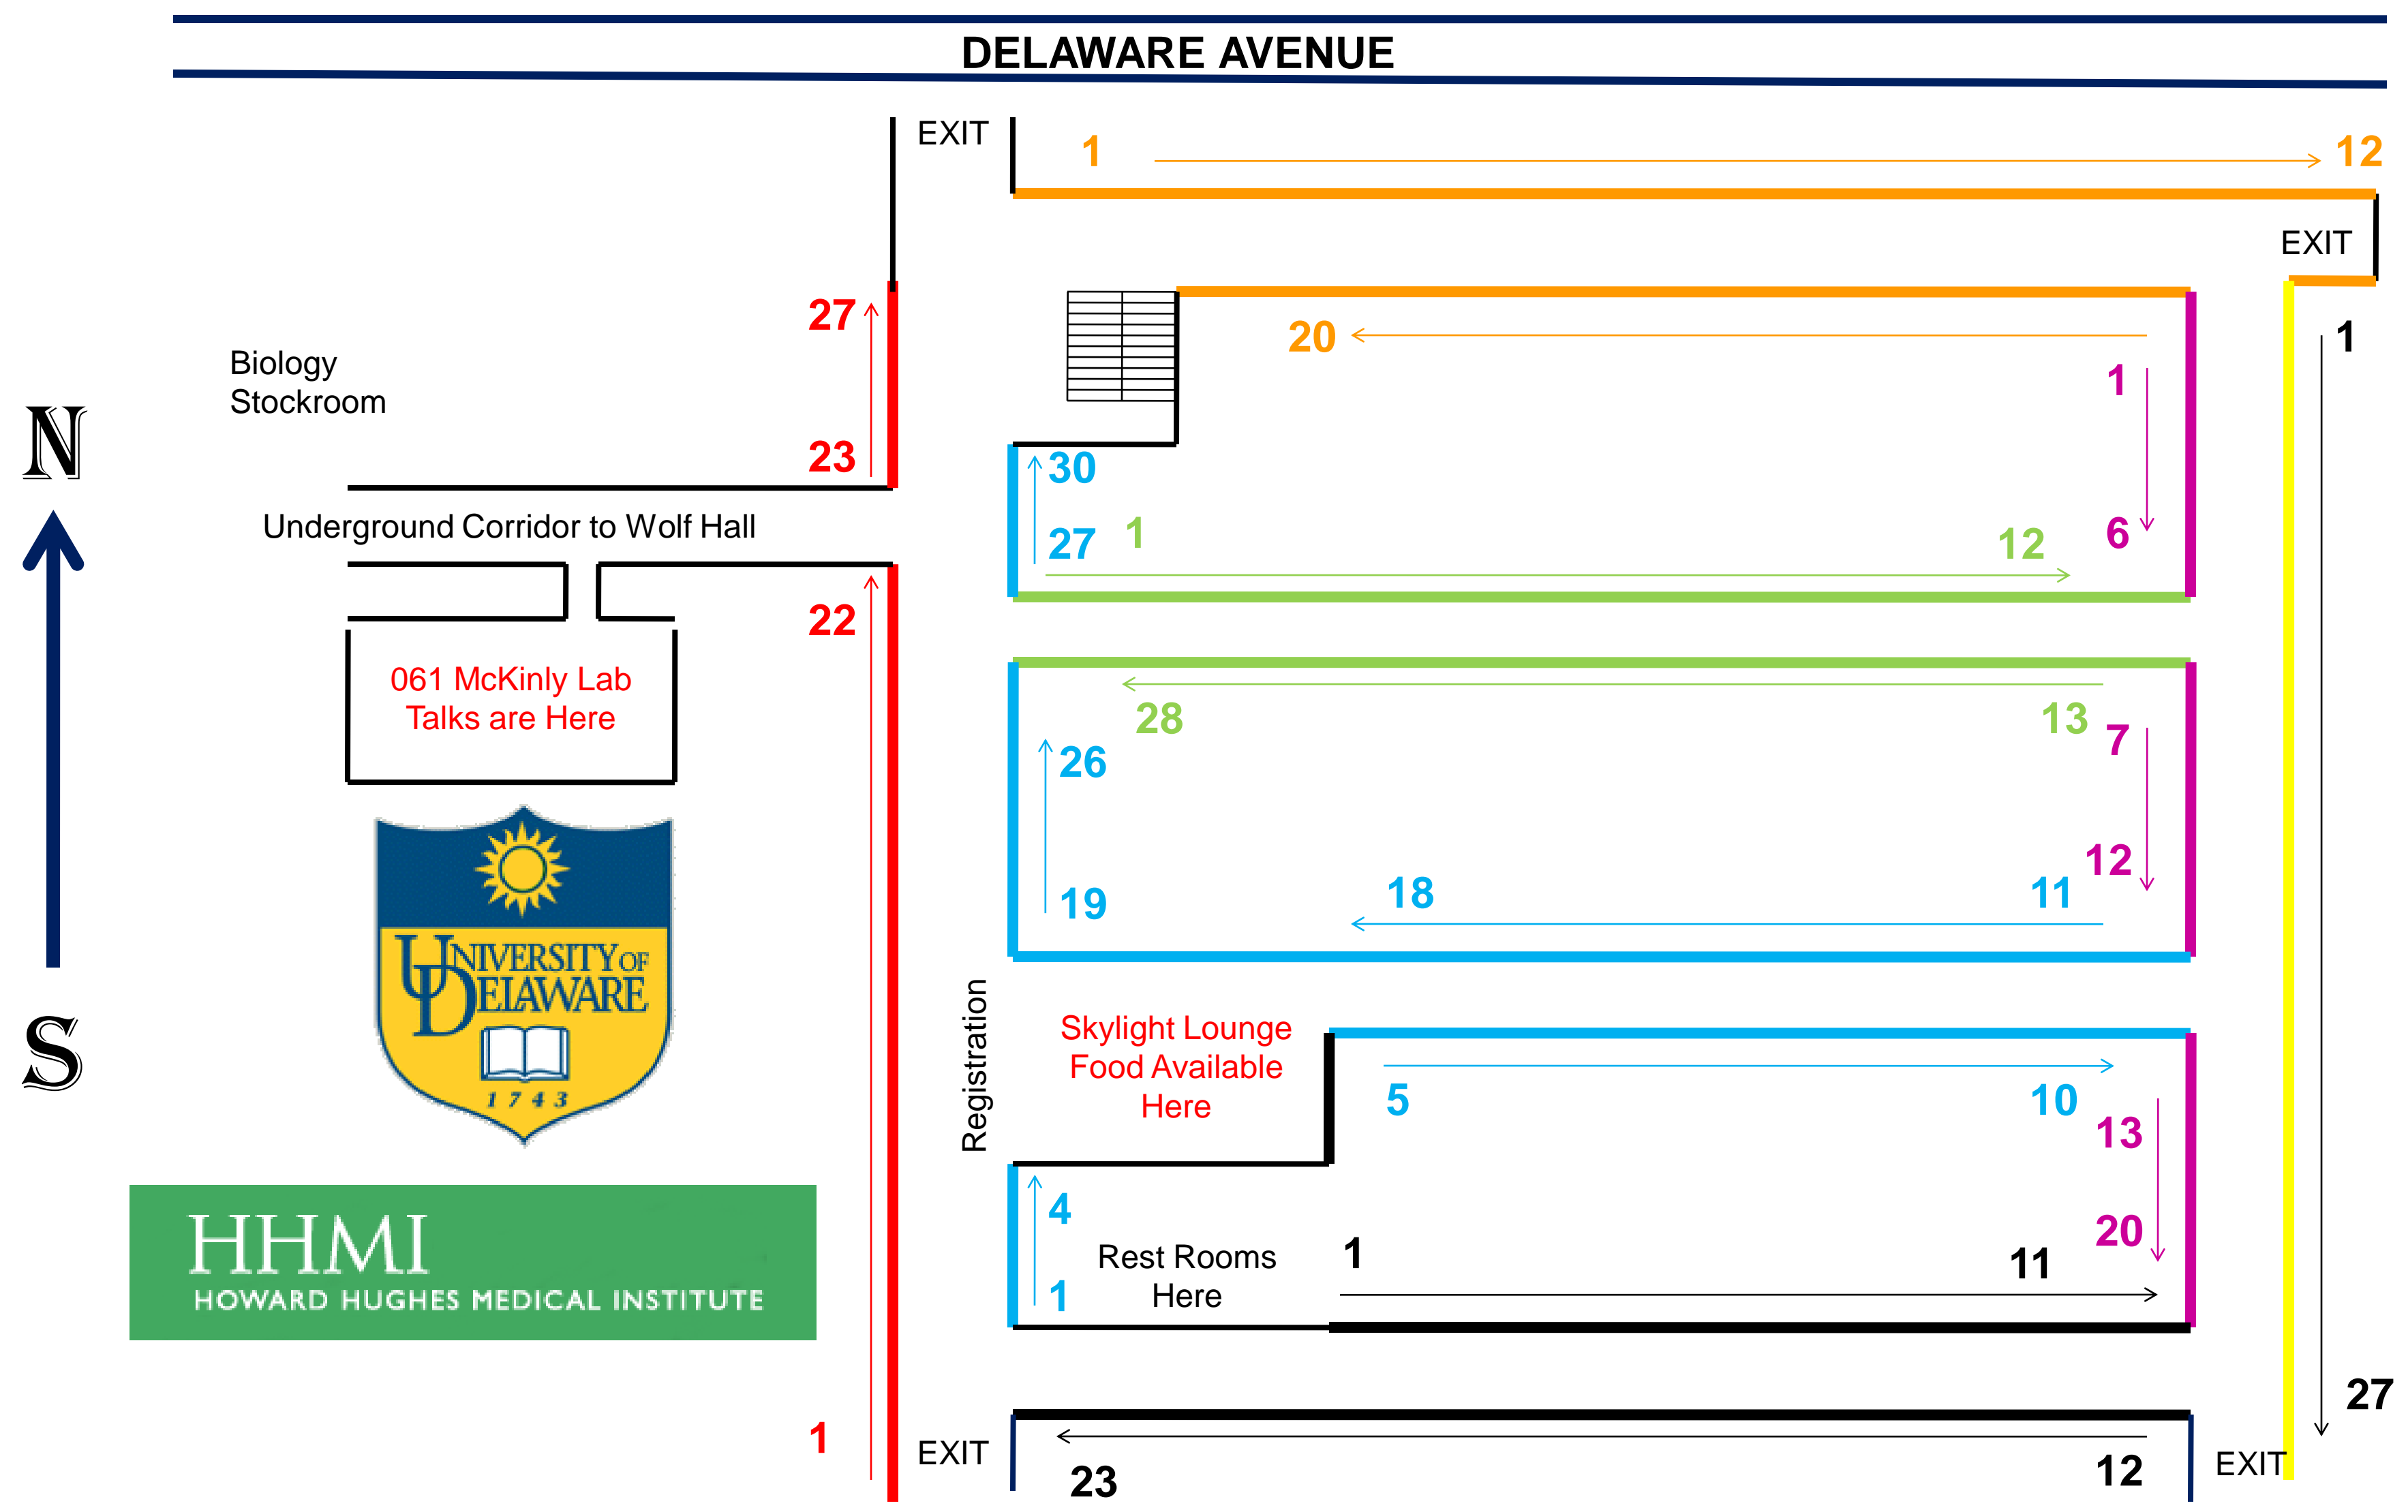 DELAWARE AVENUE
EXIT
1
12
EXIT
27
20
1
1
Biology
Stockroom
6
23
30
Underground Corridor to Wolf Hall
27
1
12
N
22
061 McKinly Lab
Talks are Here
28
13
7
26
12
19
18
11
UNIVERSITY OF
DELAWARE
1743
S
Registration
Skylight Lounge
Food Available
Here
5
10
13
4
20
HHMI
HOWARD HUGHES MEDICAL INSTITUTE
Rest Rooms
Here
1
1
11
27
1
EXIT
23
12
EXIT